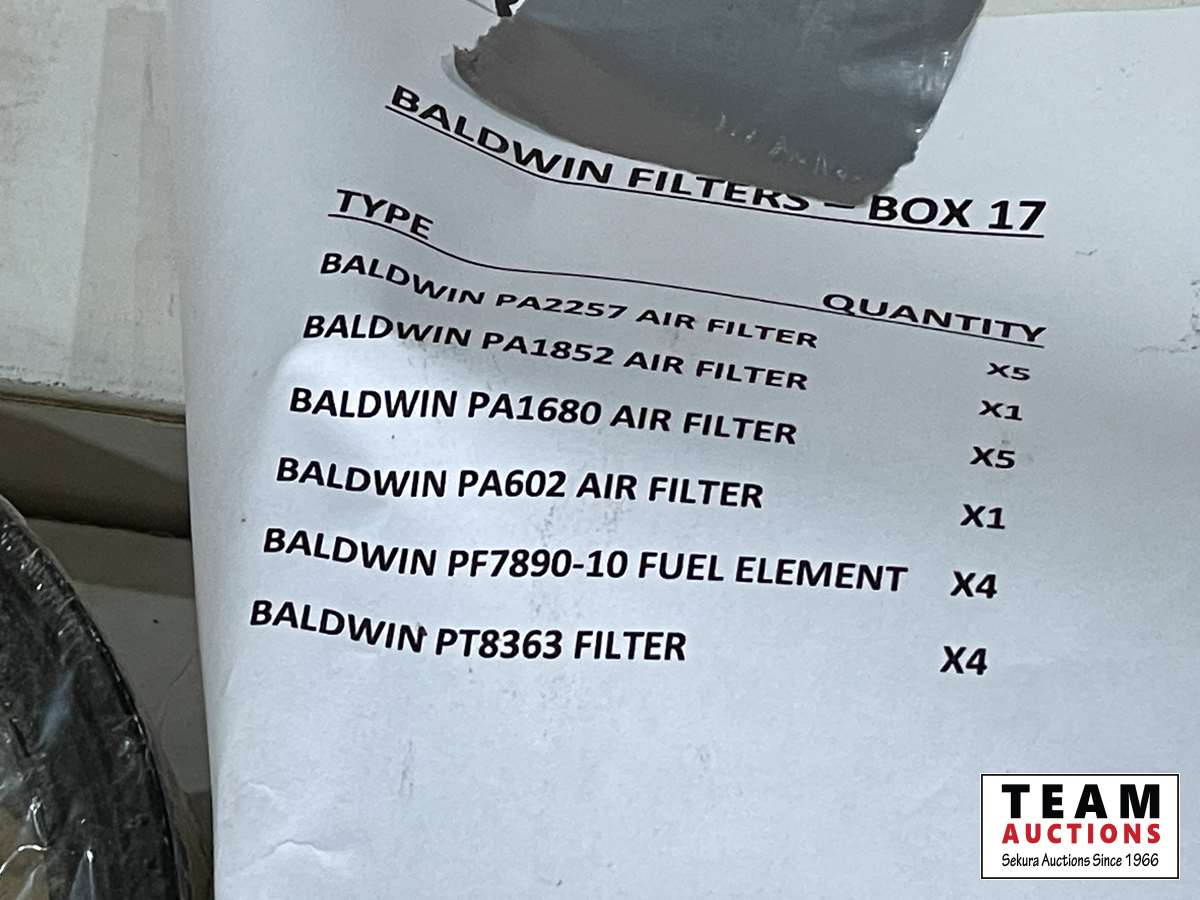 BALDWIN FILTERS – BOX 17
TYPE QUANTITY
BALDWIN PA2257 AIR FILTER X5
BALDWIN PA1852 AIR FILTER X1
BALDWIN PA1680 AIR FILTER X5
BALDWIN PA602 AIR FILTER X1
BALDWIN PF7890-10 FUEL ELEMENT X4
BALDWIN PT8363 FILTER X4
TEAM
AUCTIONS
Sekura Auctions Since 1966